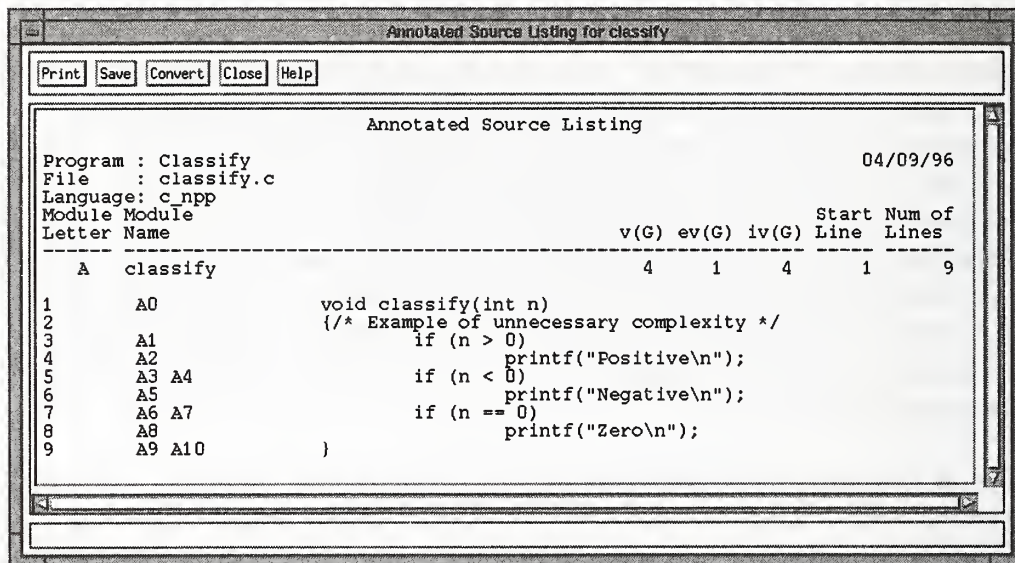 Annotated Source Listing for classify
Print Save Convert Close Help
Annotated Source Listing
Program : Classify 04/09/96
File : classify.c
Language: c_npp
Module Module Start Num of
Letter Name v(G) ev(G) iv(G) Line Lines
A classify 4 1 4 1 9
1 A0 void classify(int n)
2 {/* Example of unnecessary complexity */
3 A1 if (n > 0)
4 A2 printf("Positive\n");
5 A3 A4 if (n < 0)
6 A5 printf("Negative\n");
7 A6 A7 if (n == 0)
8 A8 printf("Zero\n");
9 A9 A10 }